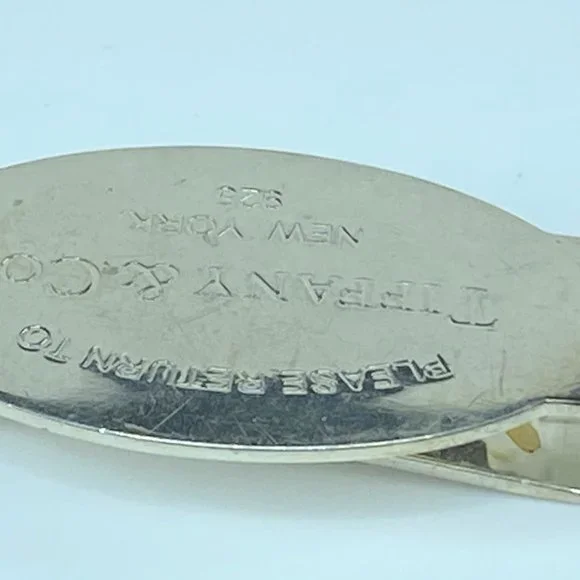 PLEASE RETURN TO
TIFFANY & CO
NEW YORK
925